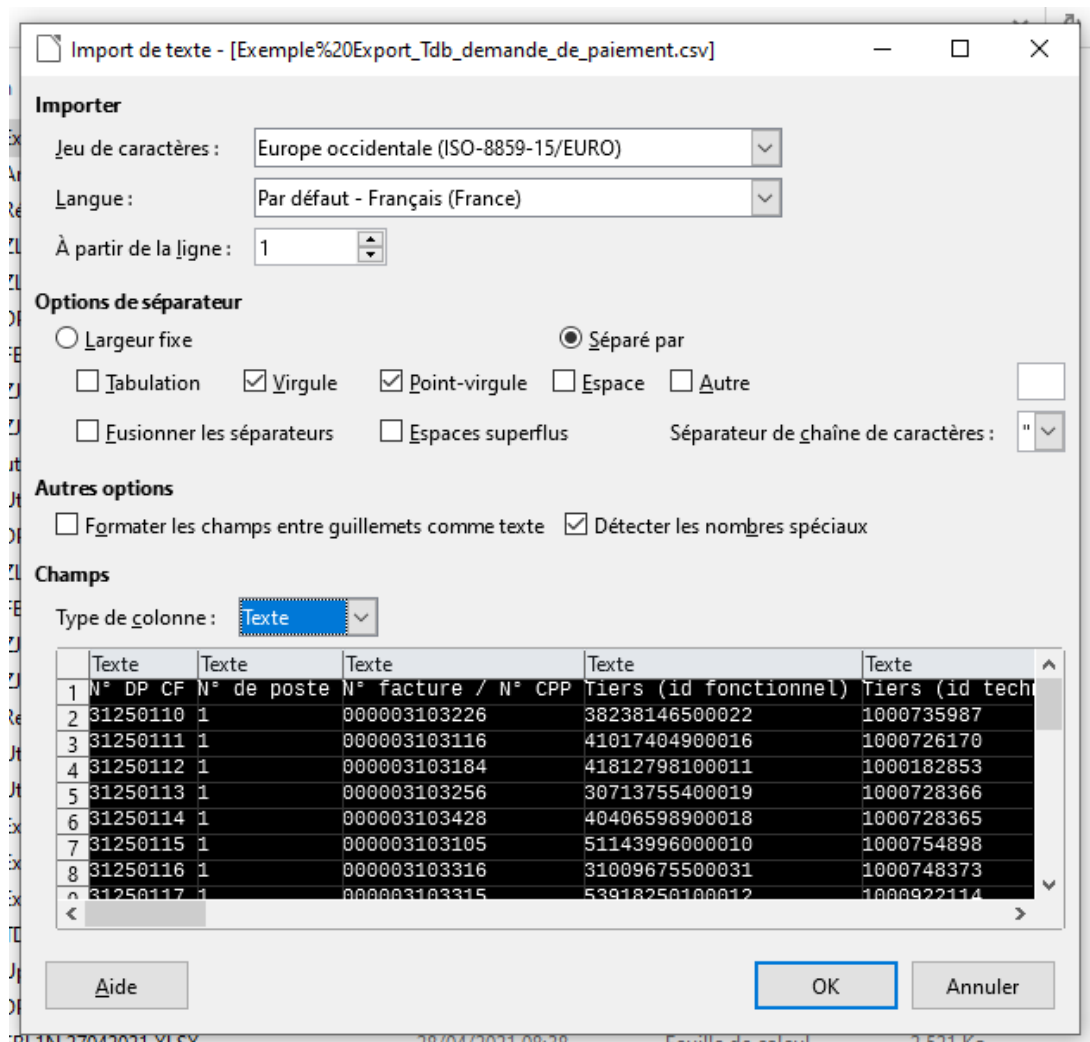 Import de texte - [Exemple%20Export_Tdb_demande_de_paiement.csv]
Importer
Jeu de caractères : Europe occidentale (ISO-8859-15/EURO)
Langue : Par défaut - Français (France)
À partir de la ligne : 1
Options de séparateur
Largeur fixe Séparé par
Tabulation Virgule Point-virgule Espace Autre
Fusionner les séparateurs Espaces superflus Séparateur de chaîne de caractères : "
Autres options
Formater les champs entre guillemets comme texte Détecter les nombres spéciaux
Champs
Type de colonne : Texte
Texte Texte Texte Texte Texte
1 N° DP CF N° de poste N° facture / N° CPP Tiers (id fonctionnel) Tiers (id tech
2 31250110 1 000003103226 38238146500022 1000735987
3 31250111 1 000003103116 41017404900016 1000726170
4 31250112 1 000003103184 41812798100011 1000182853
5 31250113 1 000003103256 30713755400019 1000728366
6 31250114 1 000003103428 40406598900018 1000728365
7 31250115 1 000003103105 51143996000010 1000754898
8 31250116 1 000003103316 31009675500031 1000748373
9 31250117 1 000003103315 53918250100012 1000922114
Aide OK Annuler